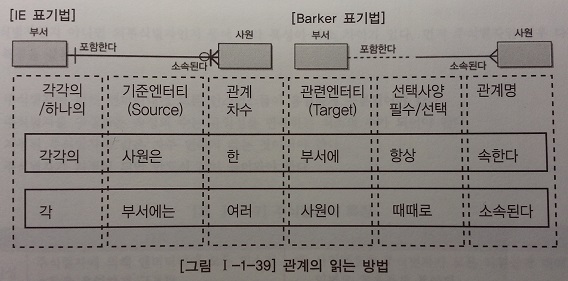 [IE 표기법] [Barker 표기법]
부서 사원 부서 사원
포함한다 포함한다
소속된다 소속된다
각각의 기준엔터티 관계 관련엔터티 선택사양 관계명
/하나의 (Source) 차수 (Target) 필수/선택
각각의 사원은 한 부서에 항상 속한다
각 부서에는 여러 사원이 때때로 소속된다
[그림 Ⅰ-1-39] 관계의 읽는 방법